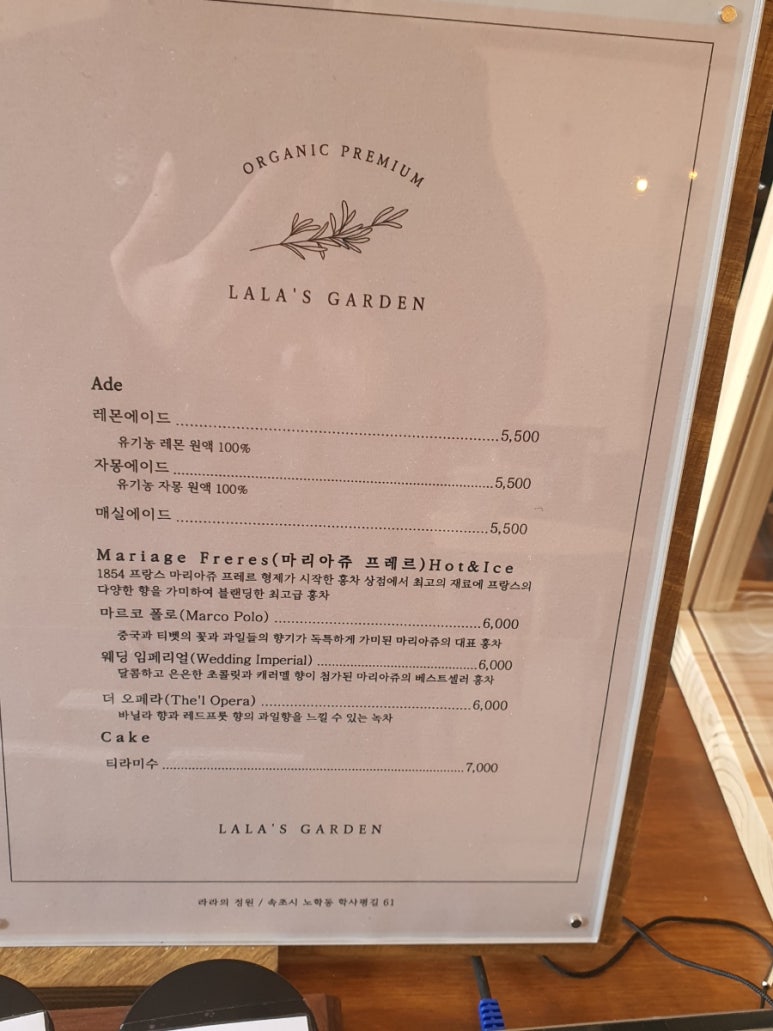 ORGANIC PREMIUM
LALA'S GARDEN
Ade
레몬에이드 5,500
유기농 레몬 원액 100%
자몽에이드 5,500
유기농 자몽 원액 100%
매실에이드 5,500
Mariage Freres(마리아쥬 프레르)Hot&Ice
1854 프랑스 마리아쥬 프레르 형제가 시작한 홍차 상점에서 최고의 재료에 프랑스의
다양한 향을 가미하여 블랜딩한 최고급 홍차
마르코 폴로(Marco Polo) 6,000
중국과 티벳의 꽃과 과일들의 향기가 독특하게 가미된 마리아쥬의 대표 홍차
웨딩 임페리얼(Wedding Imperial) 6,000
달콤하고 은은한 초콜릿과 캐러멜 향이 첨가된 마리아쥬의 베스트셀러 홍차
더 오페라(The'l Opera) 6,000
바닐라 향과 레드프룻 향의 과일향을 느낄 수 있는 녹차
Cake
티라미수 7,000
LALA'S GARDEN
라라의 정원 / 속초시 노학동 학사평길 61